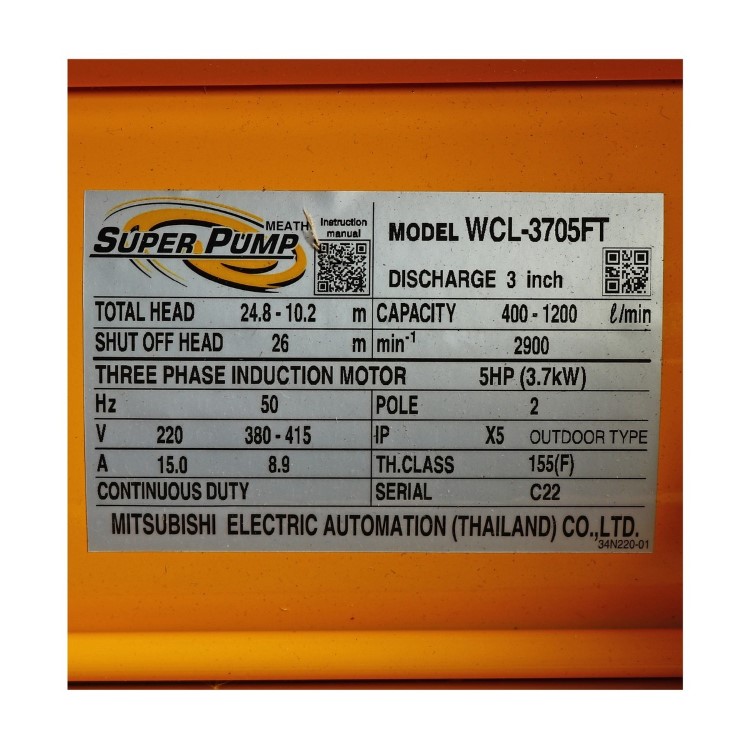 MEATH
SUPER PUMP
Instruction
manual
MODEL WCL-3705FT
DISCHARGE 3 inch
TOTAL HEAD 24.8 - 10.2 m CAPACITY 400 - 1200 ℓ/min
SHUT OFF HEAD 26 m min-1 2900
THREE PHASE INDUCTION MOTOR 5HP (3.7kW)
Hz 50 POLE 2
V 220 380 - 415 IP X5 OUTDOOR TYPE
A 15.0 8.9 TH.CLASS 155(F)
CONTINUOUS DUTY SERIAL C22
MITSUBISHI ELECTRIC AUTOMATION (THAILAND) CO.,LTD.
34N220-01